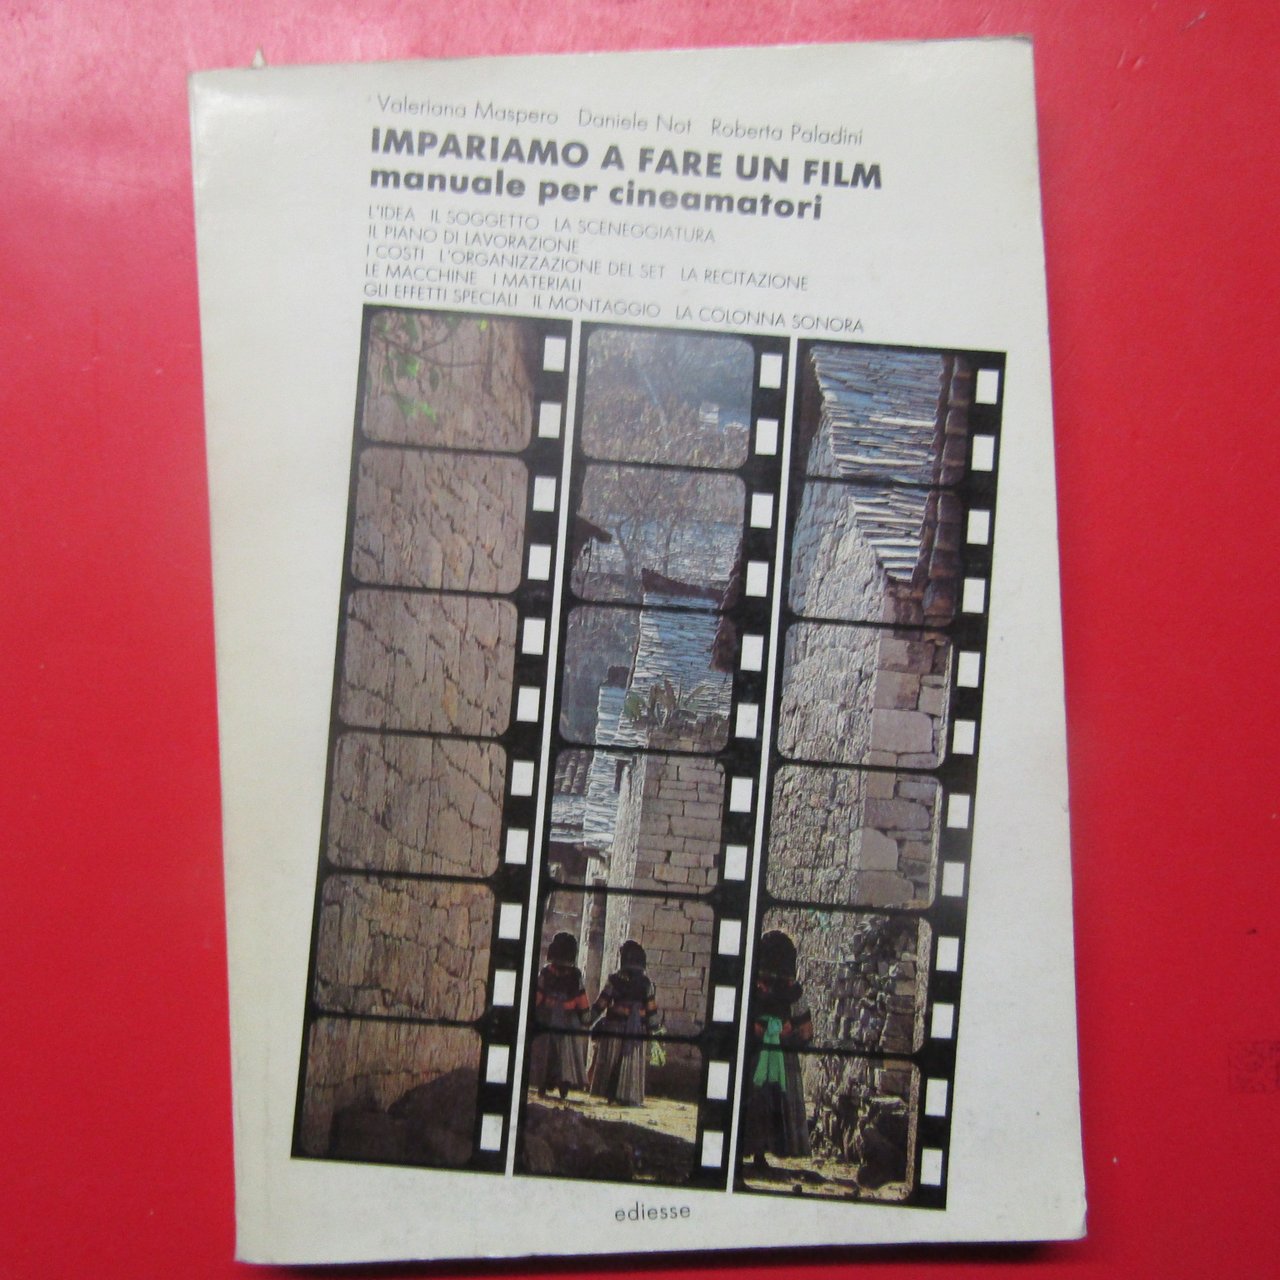 Valeriana Maspero Daniele Not Roberta Paladini
IMPARIAMO A FARE UN FILM
manuale per cineamatori
L'IDEA IL SOGGETTO LA SCENEGGIATURA
IL PIANO DI LAVORAZIONE
I COSTI L'ORGANIZZAZIONE DEL SET LA RECITAZIONE
LE MACCHINE I MATERIALI
GLI EFFETTI SPECIALI IL MONTAGGIO LA COLONNA SONORA
ediesse